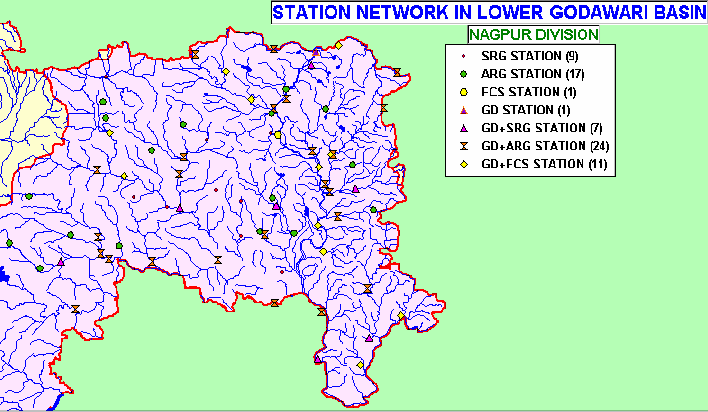 STATION NETWORK IN LOWER GODAWARI BASIN
NAGPUR DIVISION
SRG STATION (9)
ARG STATION (17)
FCS STATION (1)
GD STATION (1)
GD+SRG STATION (7)
GD+ARG STATION (24)
GD+FCS STATION (11)